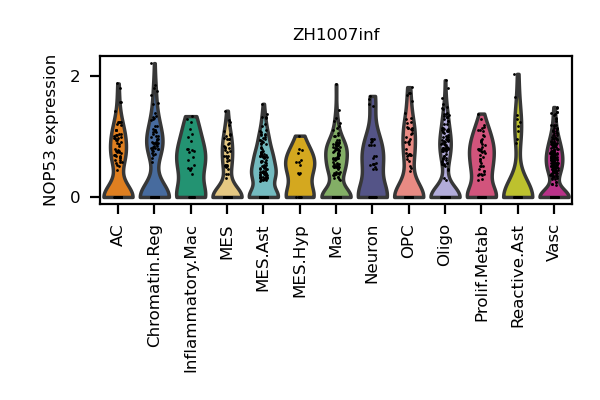 ZH1007inf
NOP53 expression
2
0
AC
Chromatin.Reg
Inflammatory.Mac
MES
MES.Ast
MES.Hyp
Mac
Neuron
OPC
Oligo
Prolif.Metab
Reactive.Ast
Vasc